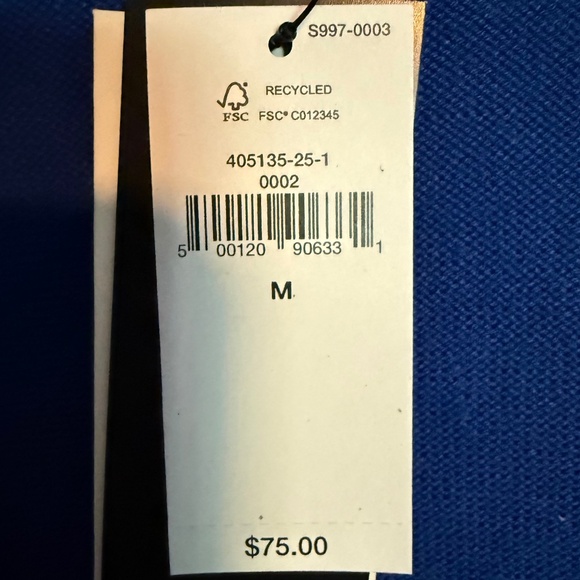 S997-0003
RECYCLED
FSC FSC® C012345
405135-25-1
0002
5 00120 90633 1
M
$75.00